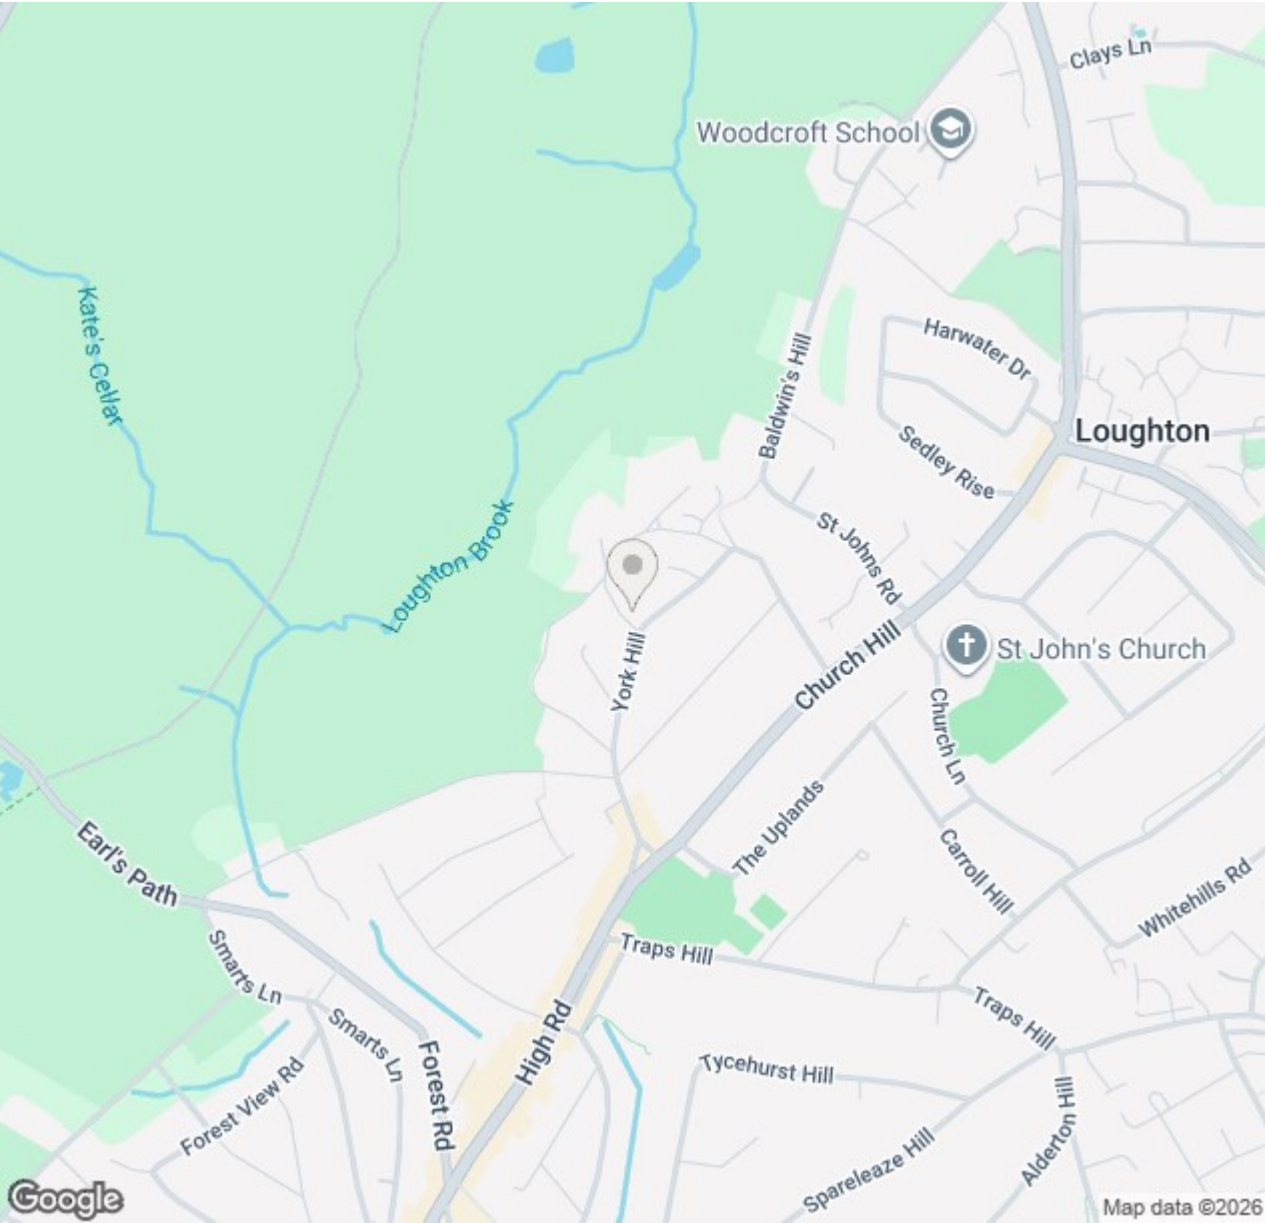 Clays Ln
Woodcroft School
Kate's Cellar
Harwater Dr
Baldwin's Hill
Loughton
Sedley Rise
Loughton Brook
St Johns Rd
York Hill
Church Hill
St John's Church
Church Ln
Earl's Path
The Uplands
Carroll Hill
Whitehills Rd
Smarts Ln
Traps Hill
Traps Hill
Smarts Ln
High Rd
Forest Rd
Forest View Rd
Tycehurst Hill
Alderton Hill
Spareleaze Hill
Google
Map data ©2026